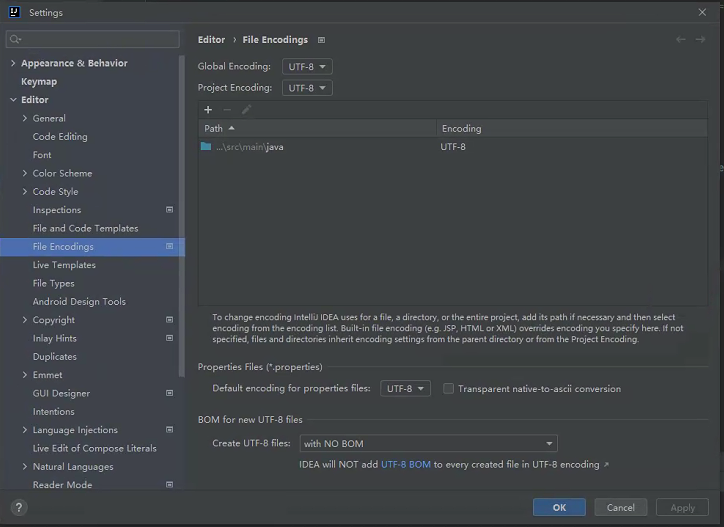 Settings
Appearance & Behavior
Keymap
Editor
General
Code Editing
Font
Color Scheme
Code Style
Inspections
File and Code Templates
File Encodings
Live Templates
File Types
Android Design Tools
Copyright
Inlay Hints
Duplicates
Emmet
GUI Designer
Intentions
Language Injections
Live Edit of Compose Literals
Natural Languages
Reader Mode
Editor › File Encodings
Global Encoding: UTF-8
Project Encoding: UTF-8
Path Encoding
...\src\main\java UTF-8
To change encoding IntelliJ IDEA uses for a file, a directory, or the entire project, add its path if necessary and then select
encoding from the encoding list. Built-in file encoding (e.g. JSP, HTML or XML) overrides encoding you specify here. If not
specified, files and directories inherit encoding settings from the parent directory or from the Project Encoding.
Properties Files (*.properties)
Default encoding for properties files: UTF-8 Transparent native-to-ascii conversion
BOM for new UTF-8 files
Create UTF-8 files: with NO BOM
IDEA will NOT add UTF-8 BOM to every created file in UTF-8 encoding ↗
? OK Cancel Apply